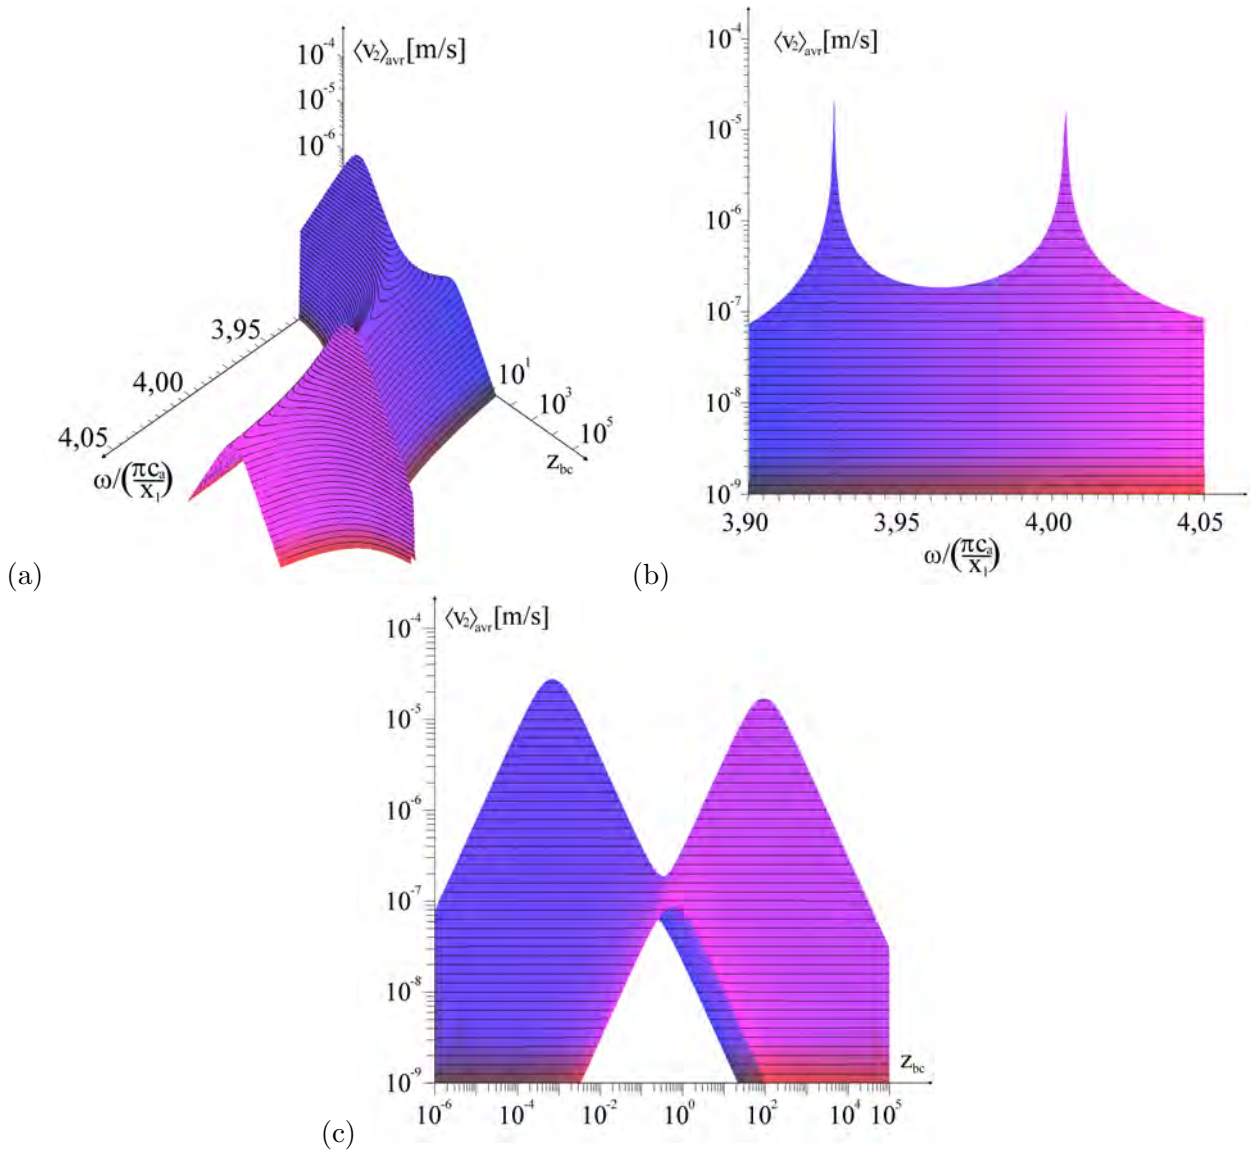 ⟨v₂⟩avr[m/s]
10⁻⁴
10⁻⁵
10⁻⁶
3,95
4,00
4,05
ω/(πcₐ/x₁)
10¹
10³
10⁵
z_bc
(a)
⟨v₂⟩avr[m/s]
10⁻⁴
10⁻⁵
10⁻⁶
10⁻⁷
10⁻⁸
10⁻⁹
3,90 3,95 4,00 4,05
ω/(πcₐ/x₁)
(b)
⟨v₂⟩avr[m/s]
10⁻⁴
10⁻⁵
10⁻⁶
10⁻⁷
10⁻⁸
10⁻⁹
z_bc
10⁻⁶ 10⁻⁴ 10⁻² 10⁰ 10² 10⁴ 10⁵
(c)